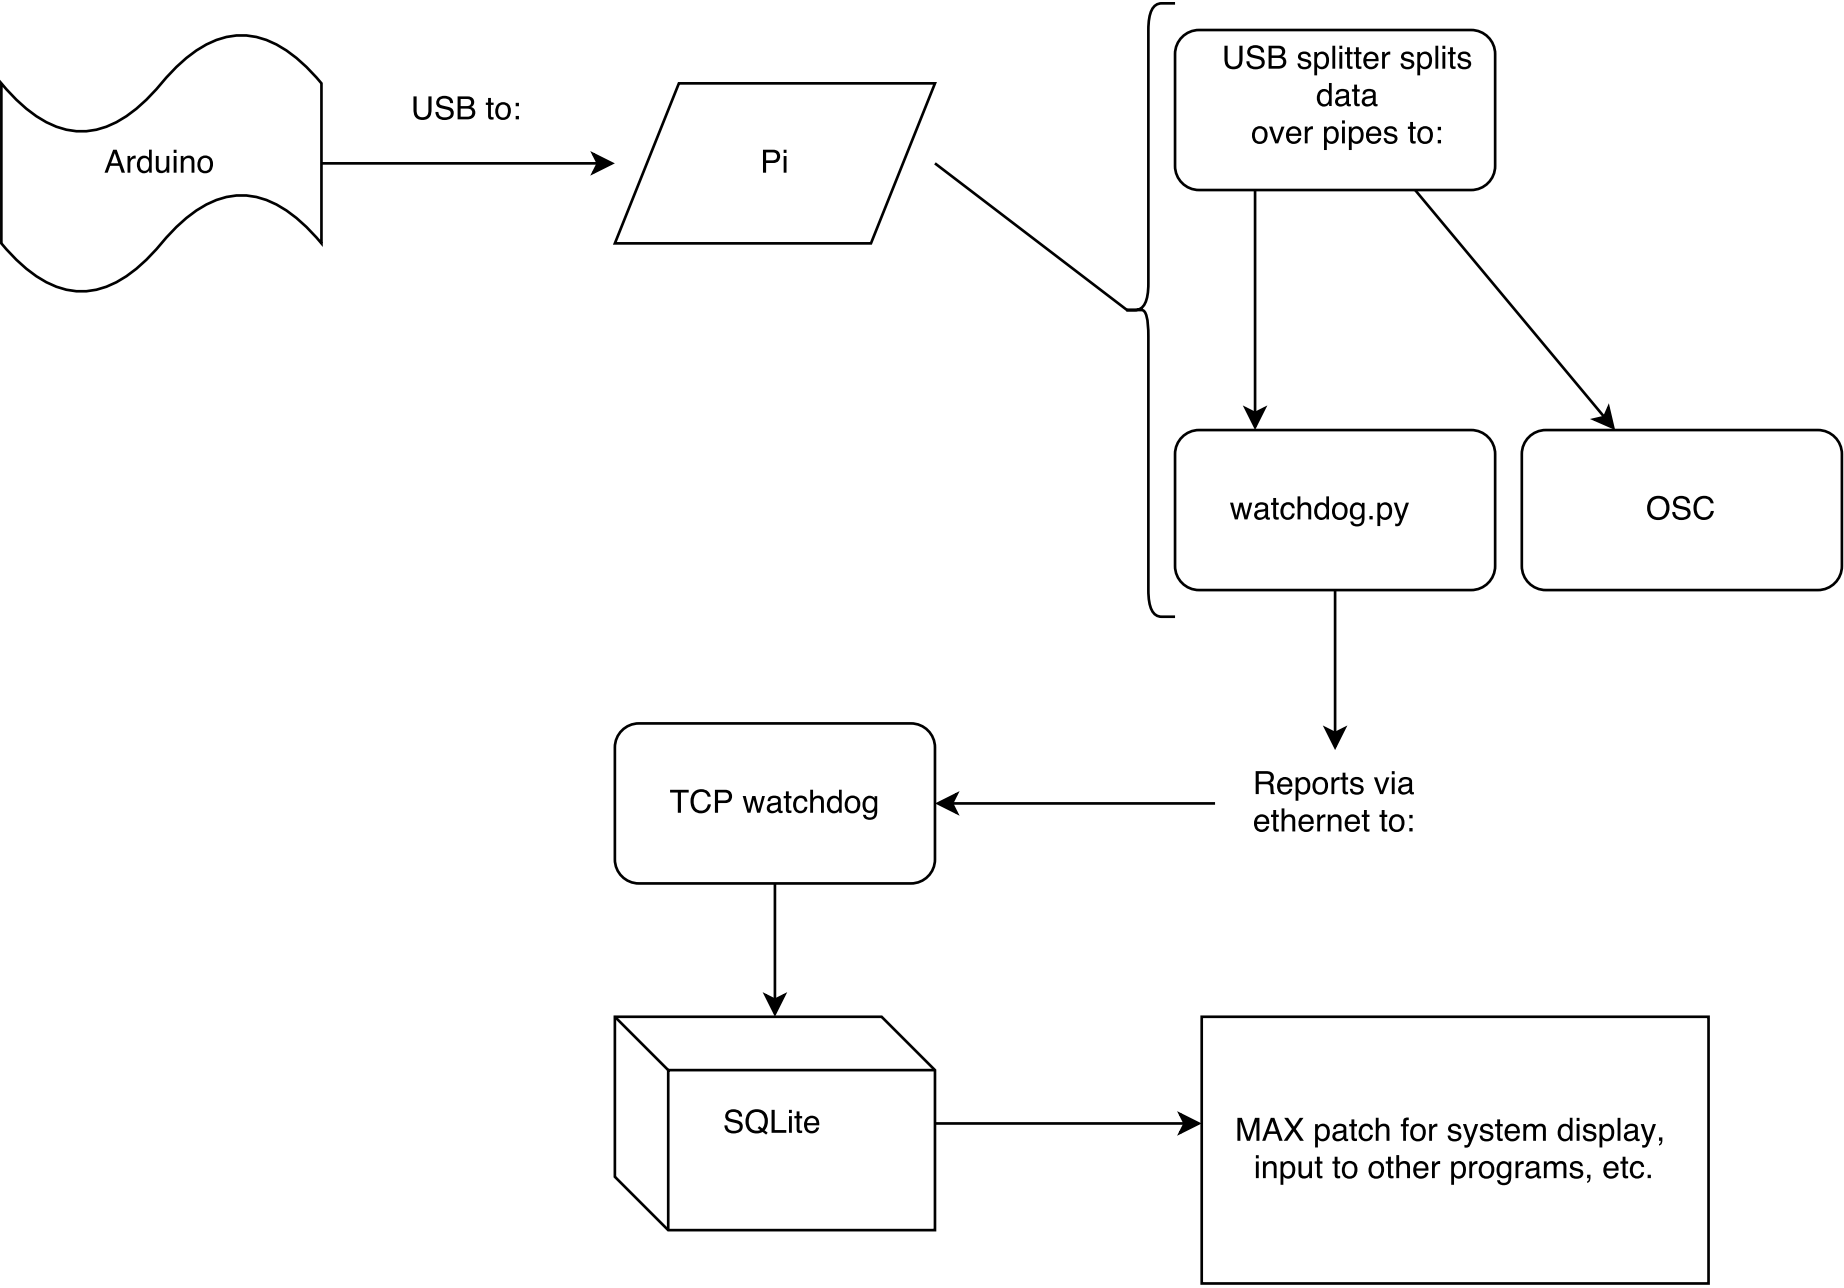 Arduino
USB to:
Pi
USB splitter splits
data
over pipes to:
watchdog.py
OSC
Reports via
ethernet to:
TCP watchdog
SQLite
MAX patch for system display,
input to other programs, etc.